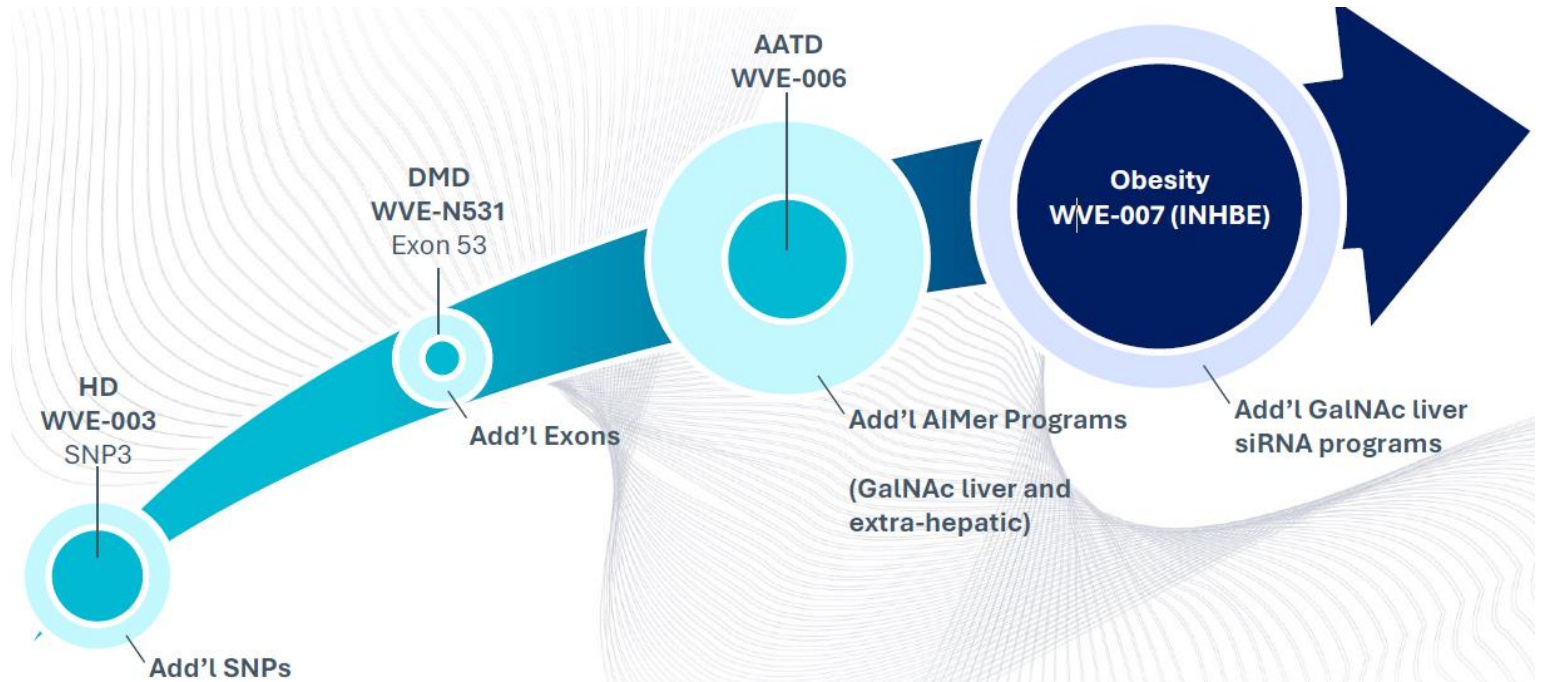 HD
WVE-003
SNP3
Add’l SNPs
DMD
WVE-N531
Exon 53
Add’l Exons
AATD
WVE-006
Add’l AIMer Programs
(GalNAc liver and
extra-hepatic)
Obesity
WVE-007 (INHBE)
Add’l GalNAc liver
siRNA programs